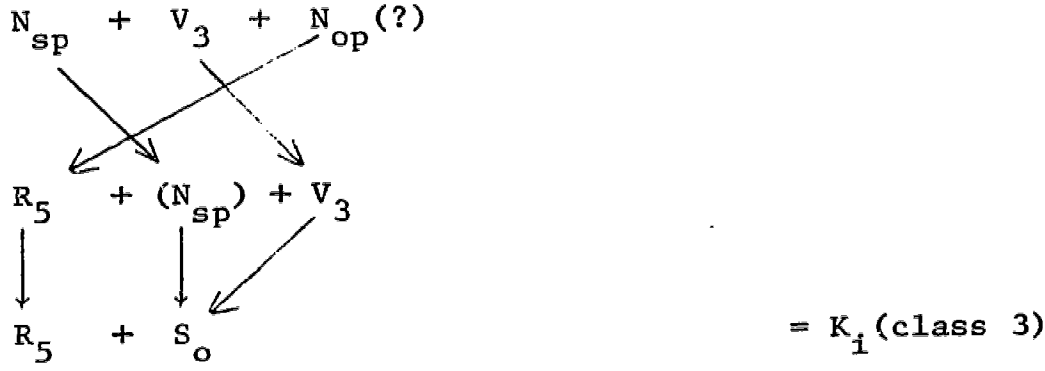 N_sp + V_3 + N_op(?)
R_5 + (N_sp) + V_3
R_5 + S_o = K_i(class 3)